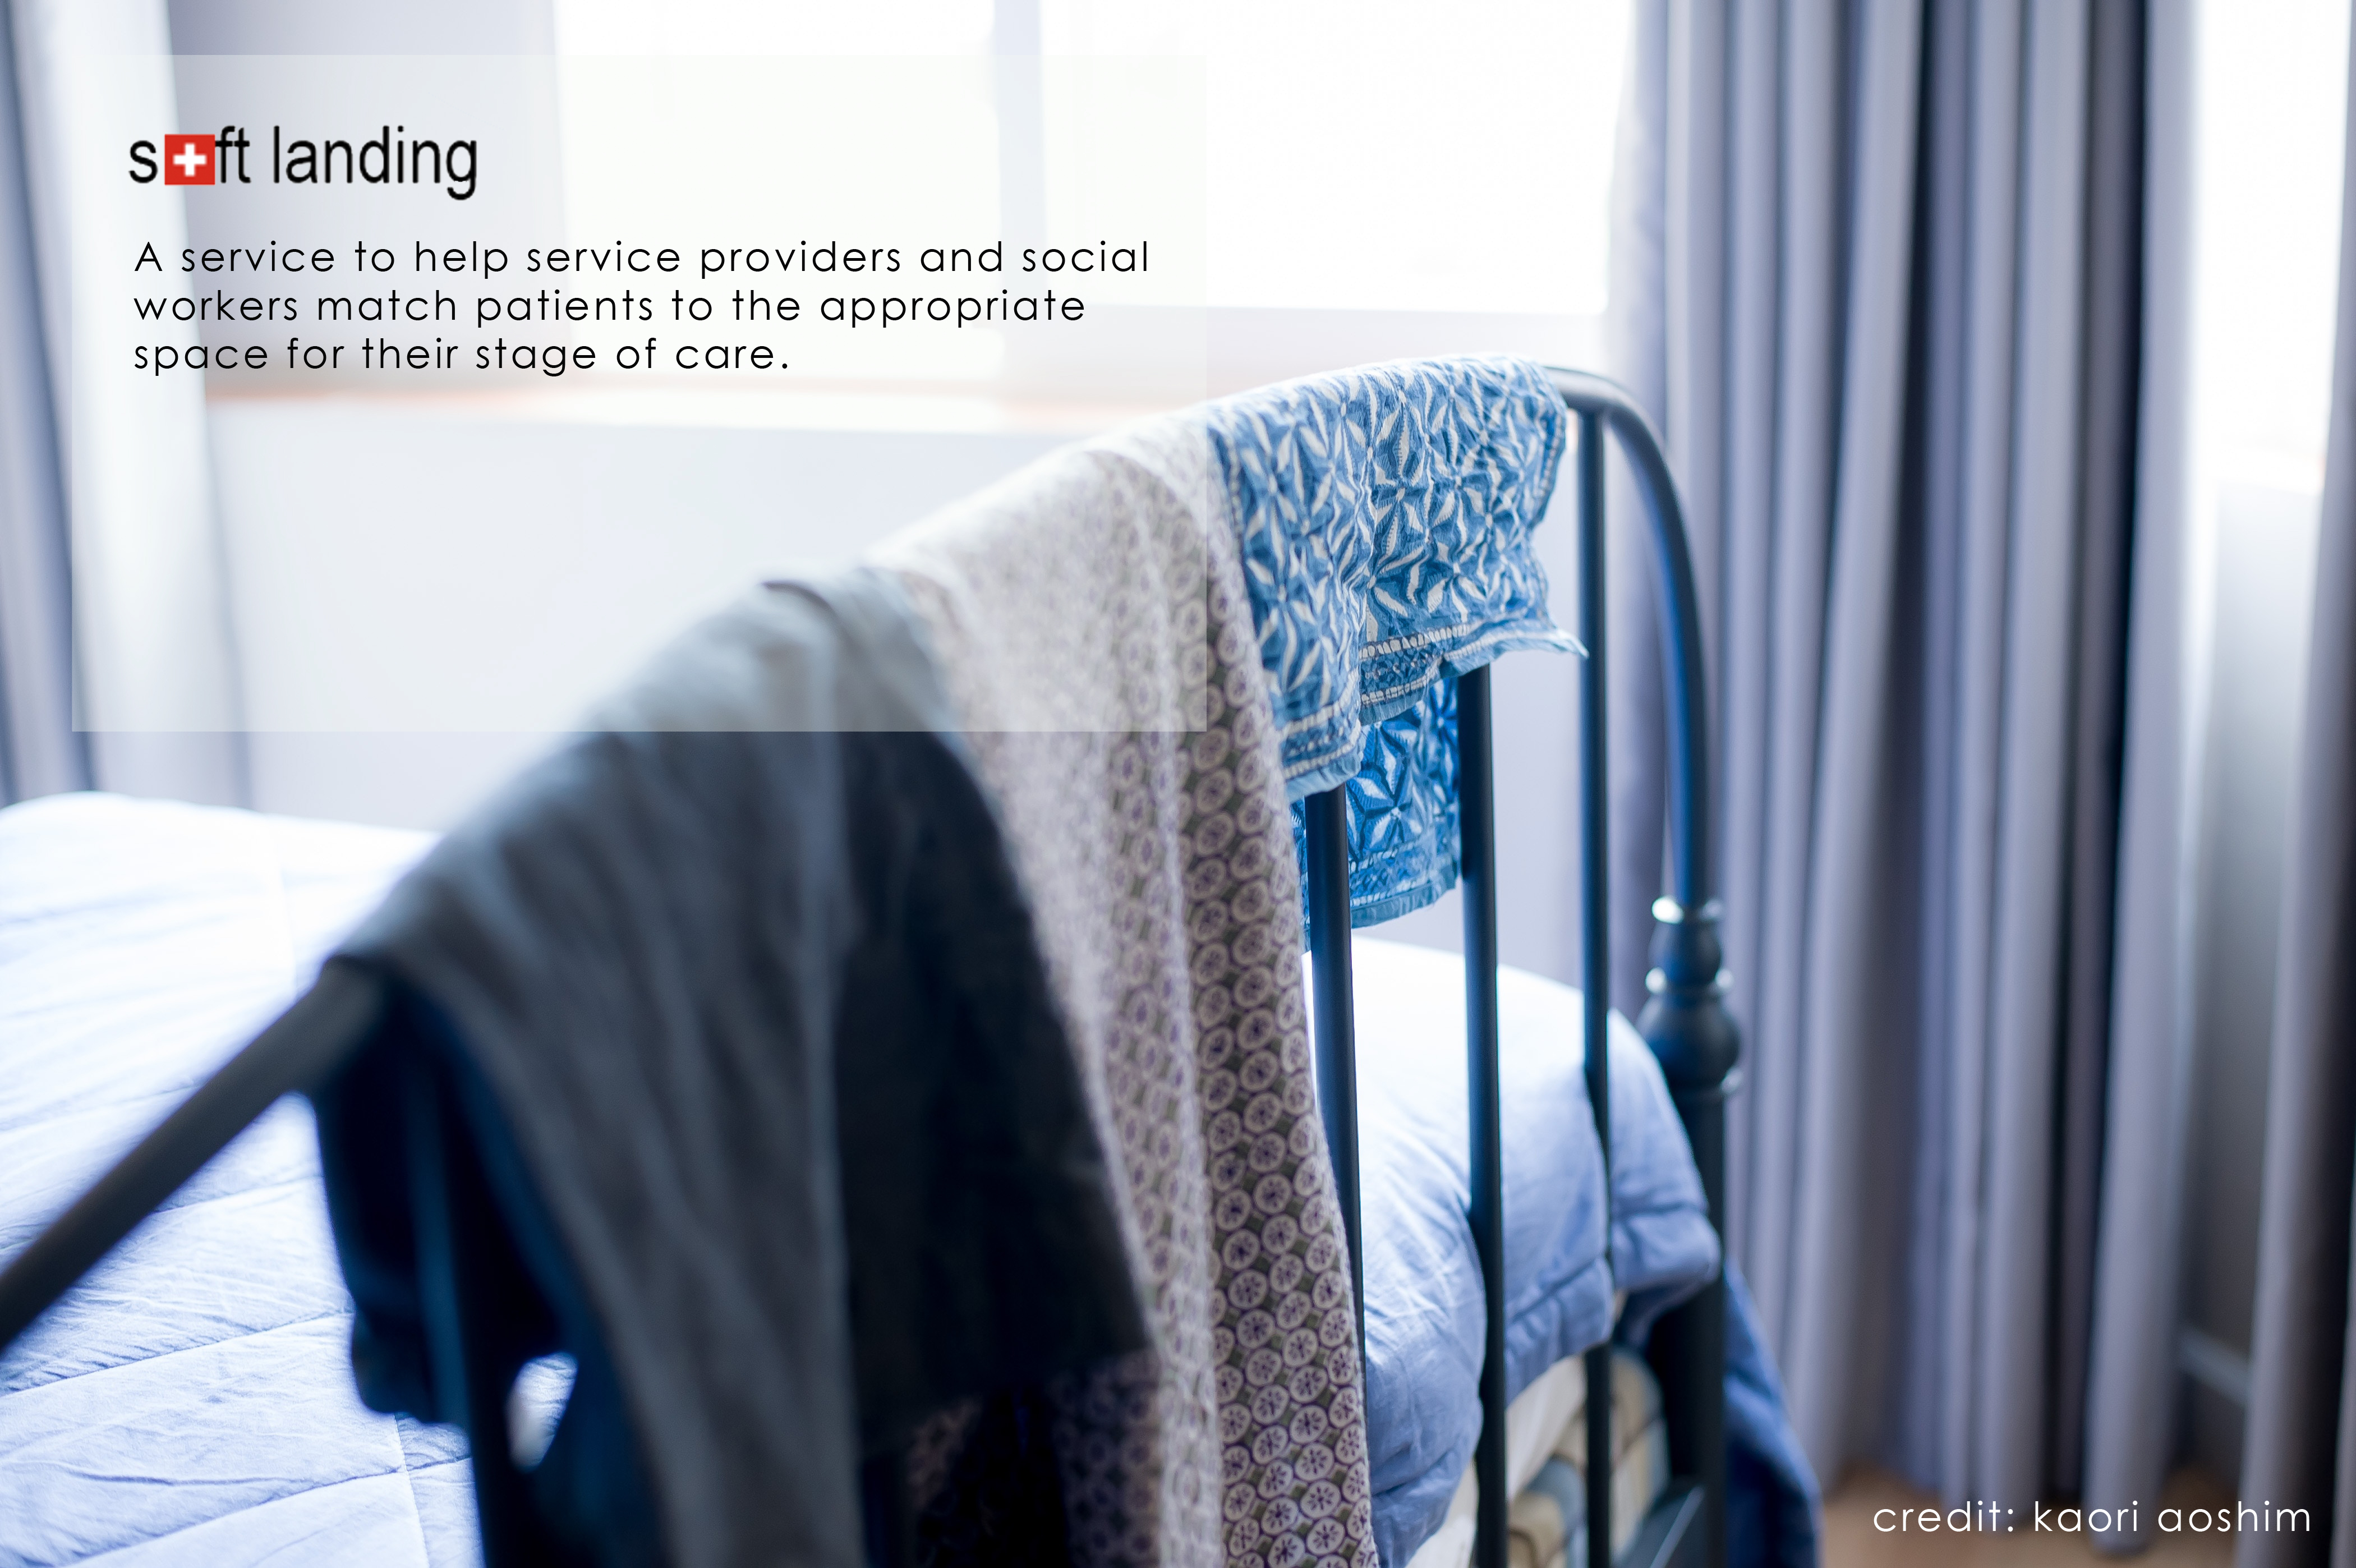 soft landing
A service to help service providers and social
workers match patients to the appropriate
space for their stage of care.
credit: kaori aoshim